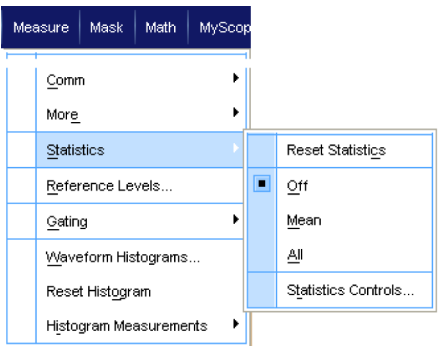 Measure Mask Math MyScop
Comm
More
Statistics
Reset Statistics
Reference Levels...
Off
Gating
Mean
Waveform Histograms...
All
Reset Histogram
Statistics Controls...
Histogram Measurements